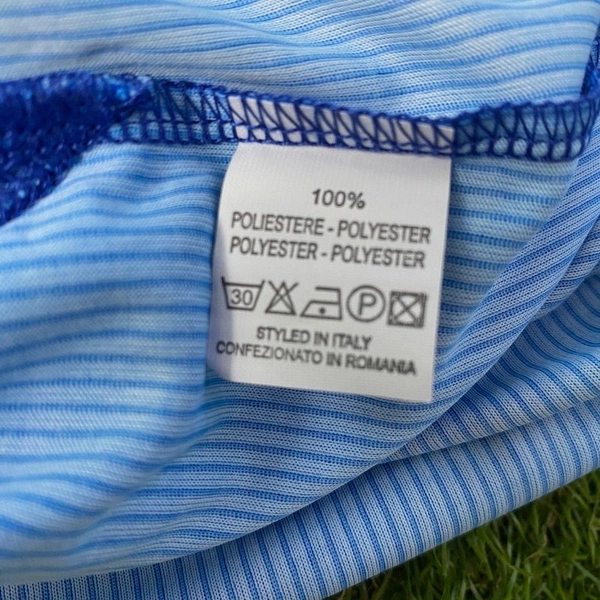 100%
POLIESTERE - POLYESTER
POLYESTER - POLYESTER
30 P
STYLED IN ITALY
CONFEZIONATO IN ROMANIA